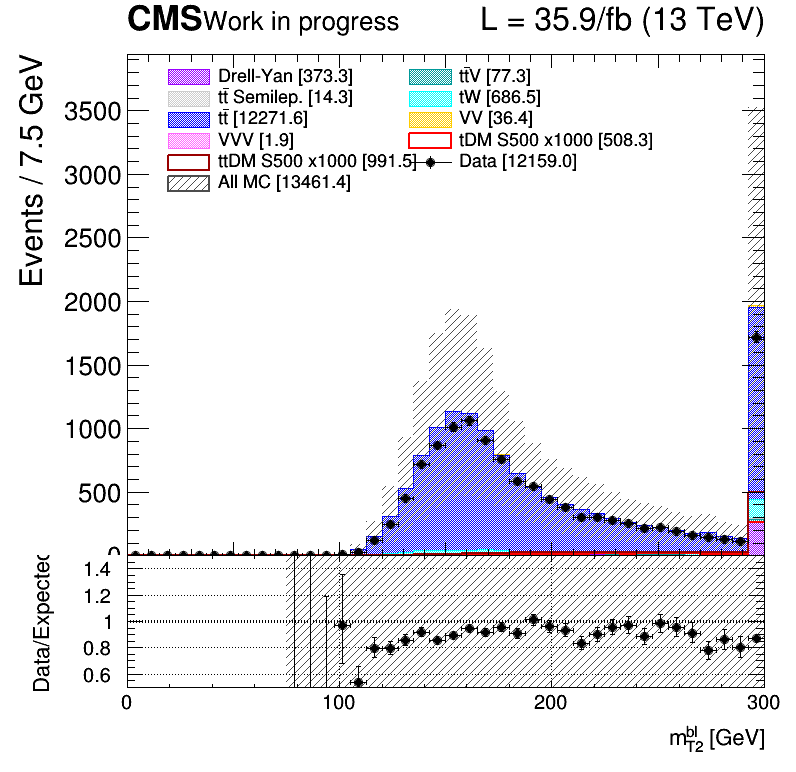 CMS Work in progress L = 35.9/fb (13 TeV)
Events / 7.5 GeV
Drell-Yan [373.3] tt̄V [77.3]
tt̄ Semilep. [14.3] tW [686.5]
tt̄ [12271.6] VV [36.4]
VVV [1.9] tDM S500 x1000 [508.3]
ttDM S500 x1000 [991.5] Data [12159.0]
All MC [13461.4]
3500
3000
2500
2000
1500
1000
500
0
Data/Expected
1.4
1.2
1
0.8
0.6
0 100 200 300
m_{T2}^{bl} [GeV]